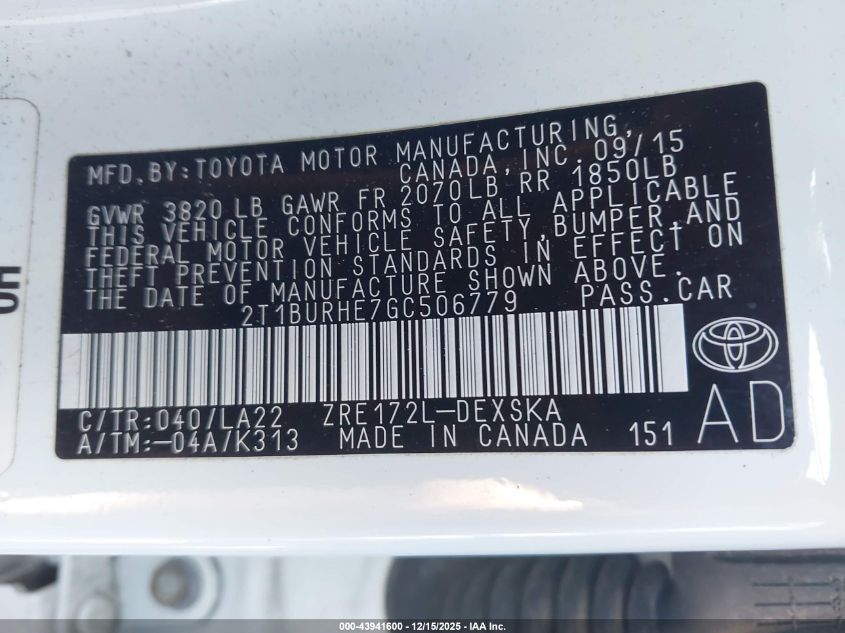 MFD.BY:TOYOTA MOTOR MANUFACTURING,
CANADA,INC. 09/15
GVWR 3820 LB GAWR FR 2070LB RR 1850LB
THIS VEHICLE CONFORMS TO ALL APPLICABLE
FEDERAL MOTOR VEHICLE SAFETY,BUMPER,AND
THEFT PREVENTION STANDARDS IN EFFECT ON
THE DATE OF MANUFACTURE SHOWN ABOVE.
2T1BURHE7GC506779 PASS.CAR
C/TR:040/LA22 ZRE172L-DEXSKA
A/TM:-04A/K313 MADE IN CANADA 151
AD
000-43941600 - 12/15/2025 - IAA Inc.